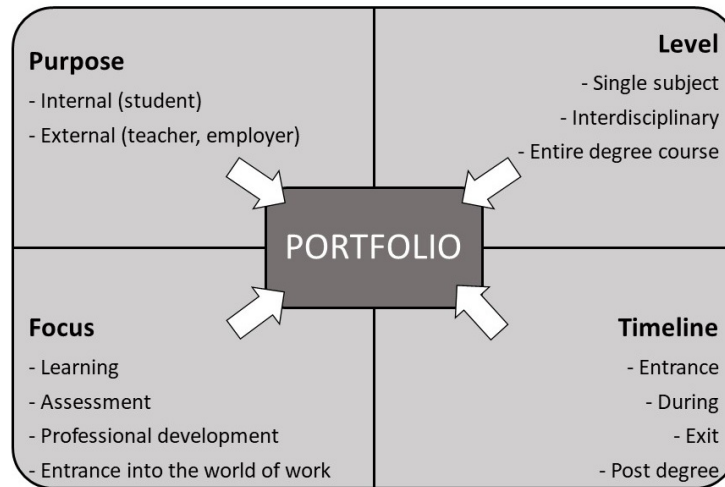 Purpose
- Internal (student)
- External (teacher, employer)
Level
- Single subject
- Interdisciplinary
- Entire degree course
PORTFOLIO
Focus
- Learning
- Assessment
- Professional development
- Entrance into the world of work
Timeline
- Entrance
- During
- Exit
- Post degree